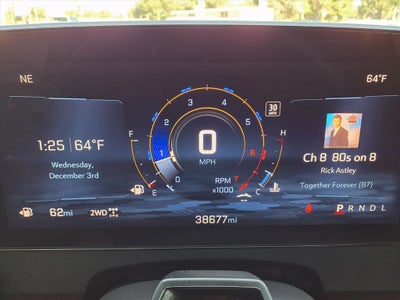 NE
64°F
30
MPH
1:25 64°F
Wednesday,
December 3rd
F
E
62mi
2WD
0 1 2 3 4 5 6 7
0
MPH
RPM
x1000
38677mi
H
C
Ch 8 80s on 8
Rick Astley
Together Forever (87)
P R N D L